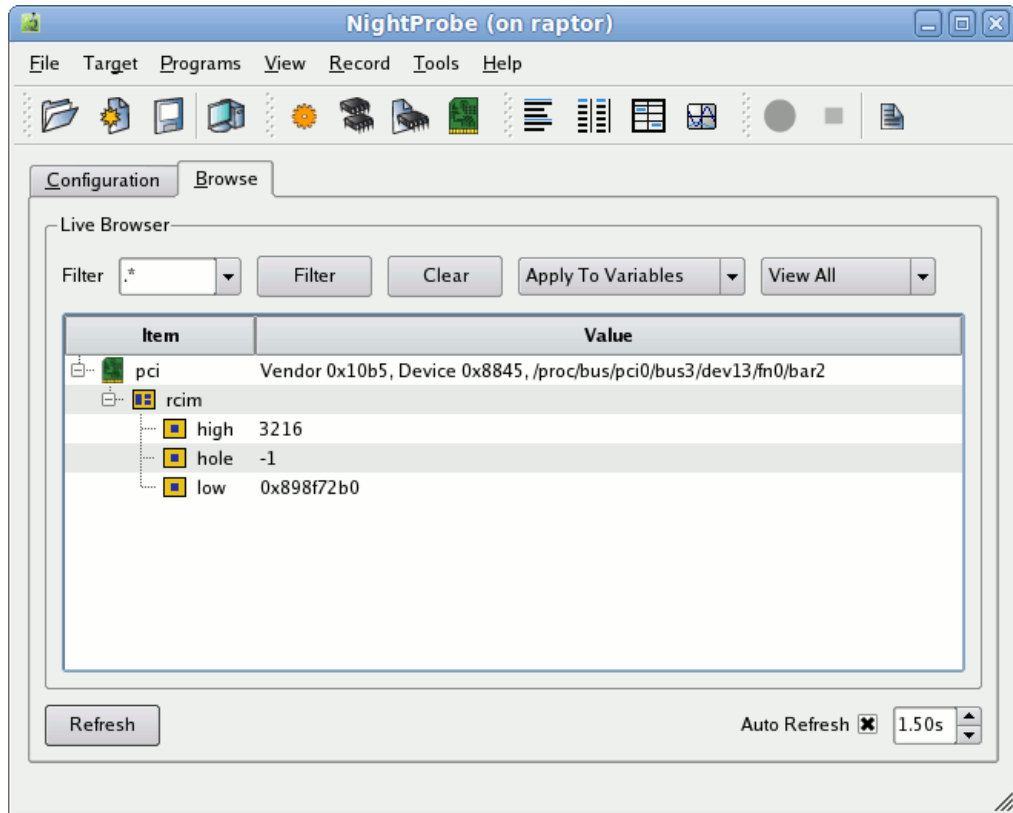 NightProbe (on raptor)
File Target Programs View Record Tools Help
Configuration Browse
Live Browser
Filter .* Filter Clear Apply To Variables View All
Item Value
pci Vendor 0x10b5, Device 0x8845, /proc/bus/pci0/bus3/dev13/fn0/bar2
rcim
high 3216
hole -1
low 0x898f72b0
Refresh Auto Refresh 1.50s